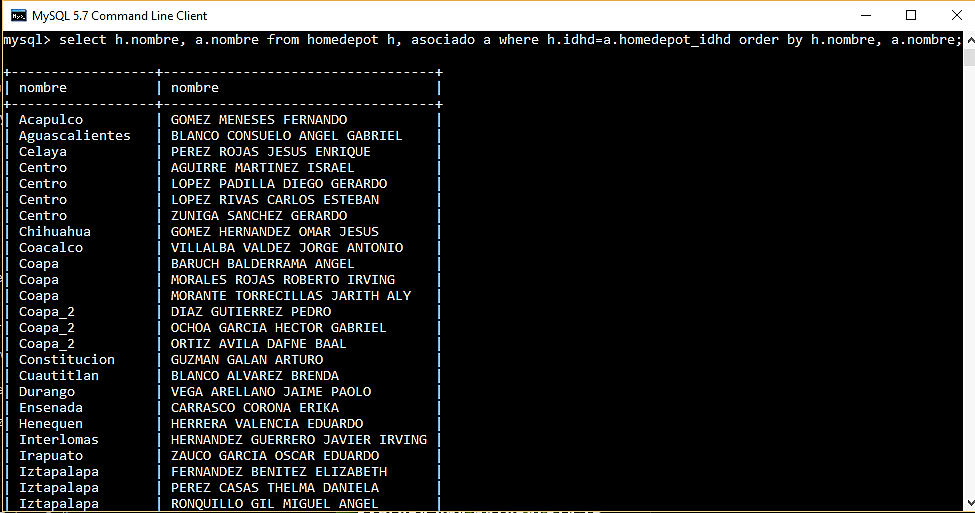 MySQL 5.7 Command Line Client
mysql> select h.nombre, a.nombre from homedepot h, asociado a where h.idhd=a.homedepot_idhd order by h.nombre, a.nombre;
+------------------+----------------------------------+
| nombre | nombre |
+------------------+----------------------------------+
| Acapulco | GOMEZ MENESES FERNANDO |
| Aguascalientes | BLANCO CONSUELO ANGEL GABRIEL |
| Celaya | PEREZ ROJAS JESUS ENRIQUE |
| Centro | AGUIRRE MARTINEZ ISRAEL |
| Centro | LOPEZ PADILLA DIEGO GERARDO |
| Centro | LOPEZ RIVAS CARLOS ESTEBAN |
| Centro | ZUNIGA SANCHEZ GERARDO |
| Chihuahua | GOMEZ HERNANDEZ OMAR JESUS |
| Coacalco | VILLALBA VALDEZ JORGE ANTONIO |
| Coapa | BARUCH BALDERRAMA ANGEL |
| Coapa | MORALES ROJAS ROBERTO IRVING |
| Coapa | MORANTE TORRECILLAS JARITH ALY |
| Coapa_2 | DIAZ GUTIERREZ PEDRO |
| Coapa_2 | OCHOA GARCIA HECTOR GABRIEL |
| Coapa_2 | ORTIZ AVILA DAFNE BAAL |
| Constitucion | GUZMAN GALAN ARTURO |
| Cuautitlan | BLANCO ALVAREZ BRENDA |
| Durango | VEGA ARELLANO JAIME PAOLO |
| Ensenada | CARRASCO CORONA ERIKA |
| Henequen | HERRERA VALENCIA EDUARDO |
| Interlomas | HERNANDEZ GUERRERO JAVIER IRVING |
| Irapuato | ZAUCO GARCIA OSCAR EDUARDO |
| Iztapalapa | FERNANDEZ BENITEZ ELIZABETH |
| Iztapalapa | PEREZ CASAS THELMA DANIELA |
| Iztapalapa | RONQUILLO GIL MIGUEL ANGEL |